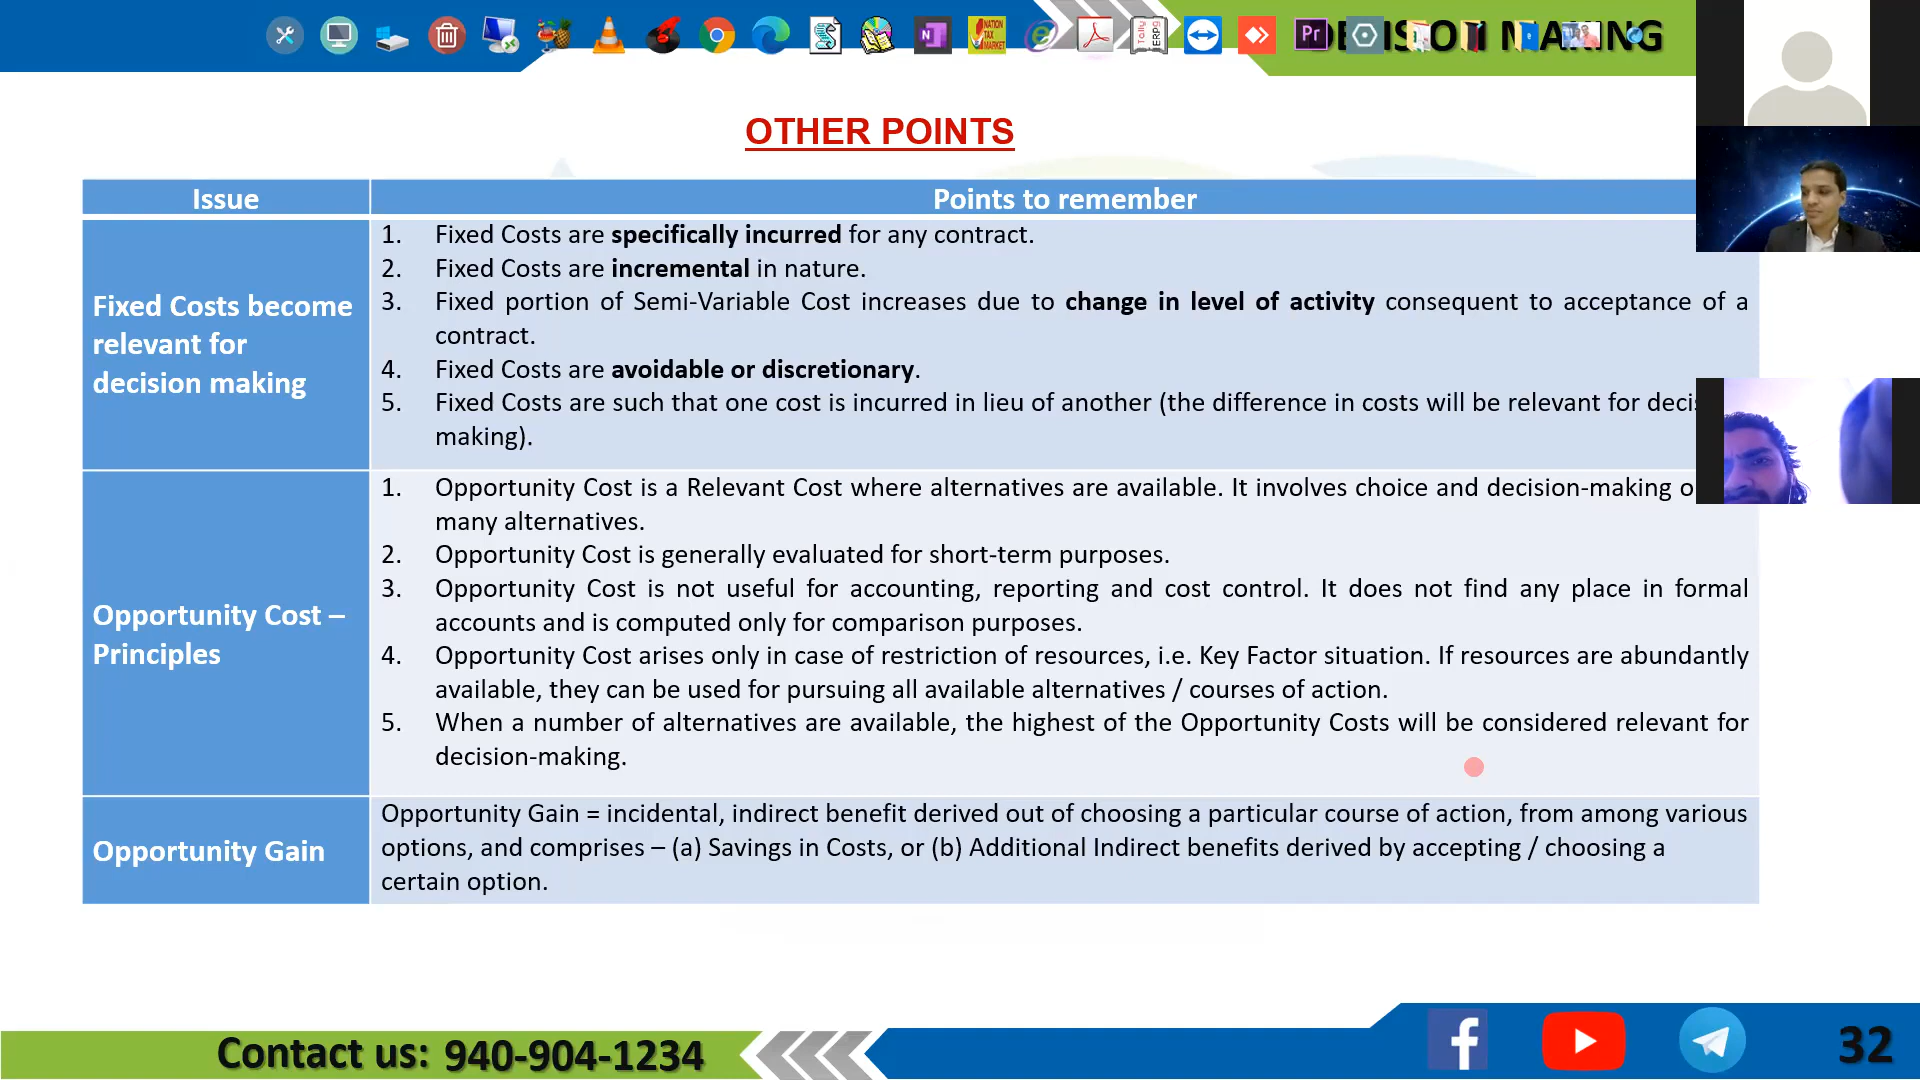 DECISION MAKING
OTHER POINTS
Issue
Points to remember
Fixed Costs become
relevant for
decision making
1. Fixed Costs are specifically incurred for any contract.
2. Fixed Costs are incremental in nature.
3. Fixed portion of Semi-Variable Cost increases due to change in level of activity consequent to acceptance of a
contract.
4. Fixed Costs are avoidable or discretionary.
5. Fixed Costs are such that one cost is incurred in lieu of another (the difference in costs will be relevant for
making).
Opportunity Cost –
Principles
1. Opportunity Cost is a Relevant Cost where alternatives are available. It involves choice and decision-making
many alternatives.
2. Opportunity Cost is generally evaluated for short-term purposes.
3. Opportunity Cost is not useful for accounting, reporting and cost control. It does not find any place in formal
accounts and is computed only for comparison purposes.
4. Opportunity Cost arises only in case of restriction of resources, i.e. Key Factor situation. If resources are abundantly
available, they can be used for pursuing all available alternatives / courses of action.
5. When a number of alternatives are available, the highest of the Opportunity Costs will be considered relevant for
decision-making.
Opportunity Gain
Opportunity Gain = incidental, indirect benefit derived out of choosing a particular course of action, from among various
options, and comprises – (a) Savings in Costs, or (b) Additional Indirect benefits derived by accepting / choosing a
certain option.
Contact us: 940-904-1234
32
NATION
TAX
MARKET
Tally
ERP9
Pr
N